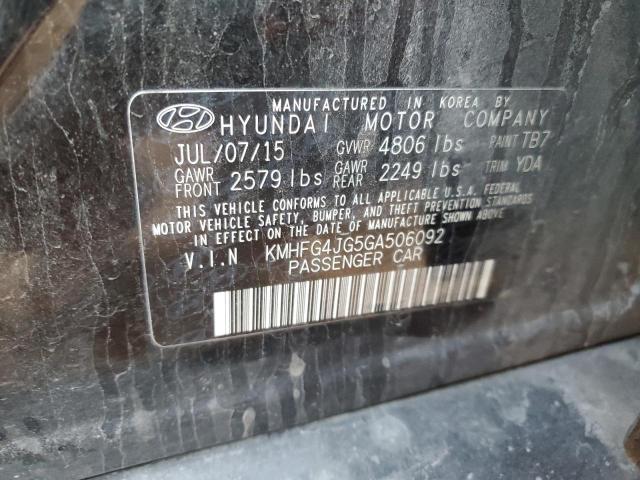 MANUFACTURED IN KOREA BY
HYUNDAI MOTOR COMPANY
JUL/07/15 GVWR 4806 lbs PAINT TB7
GAWR FRONT 2579 lbs GAWR REAR 2249 lbs TRIM YDA
THIS VEHICLE CONFORMS TO ALL APPLICABLE U.S.A. FEDERAL
MOTOR VEHICLE SAFETY, BUMPER, AND THEFT PREVENTION STANDARDS
IN EFFECT ON THE DATE OF MANUFACTURE SHOWN ABOVE.
V.I.N KMHFG4JG5GA506092
PASSENGER CAR